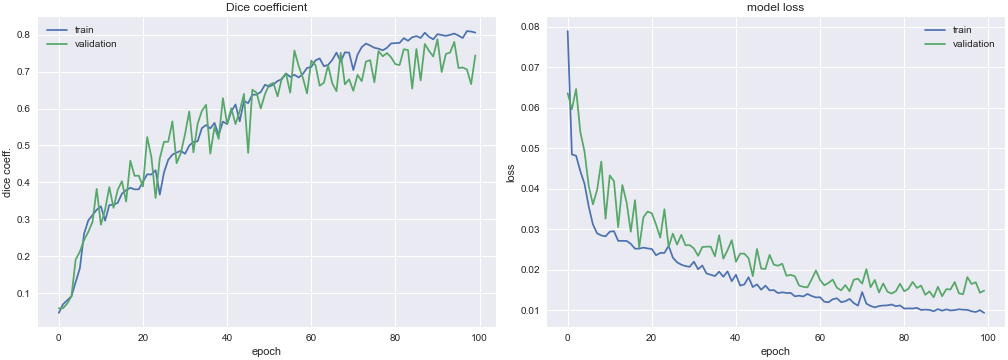 Dice coefficient
train
validation
0.8
0.7
0.6
0.5
0.4
0.3
0.2
0.1
dice coeff.
0
20
40
60
80
100
epoch
model loss
train
validation
0.08
0.07
0.06
0.05
0.04
0.03
0.02
0.01
loss
0
20
40
60
80
100
epoch